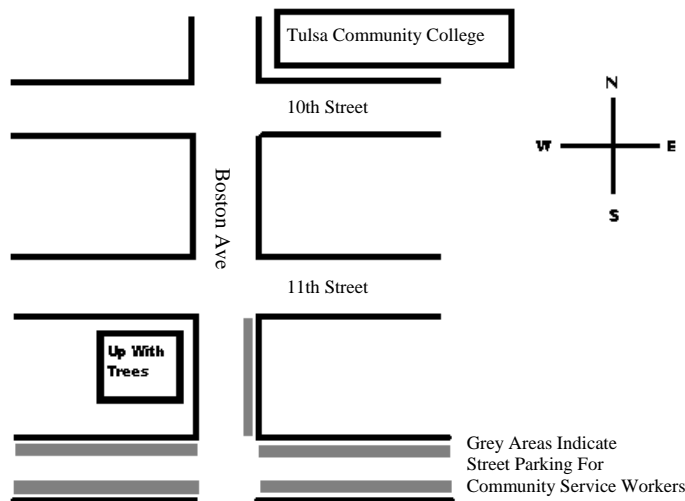 Tulsa Community College
10th Street
N
W
E
S
Boston Ave
11th Street
Up With
Trees
Grey Areas Indicate
Street Parking For
Community Service Workers